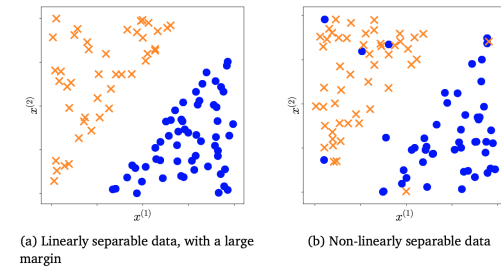 x(2)
x(1)
(a) Linearly separable data, with a large
margin
x(2)
x(1)
(b) Non-linearly separable data